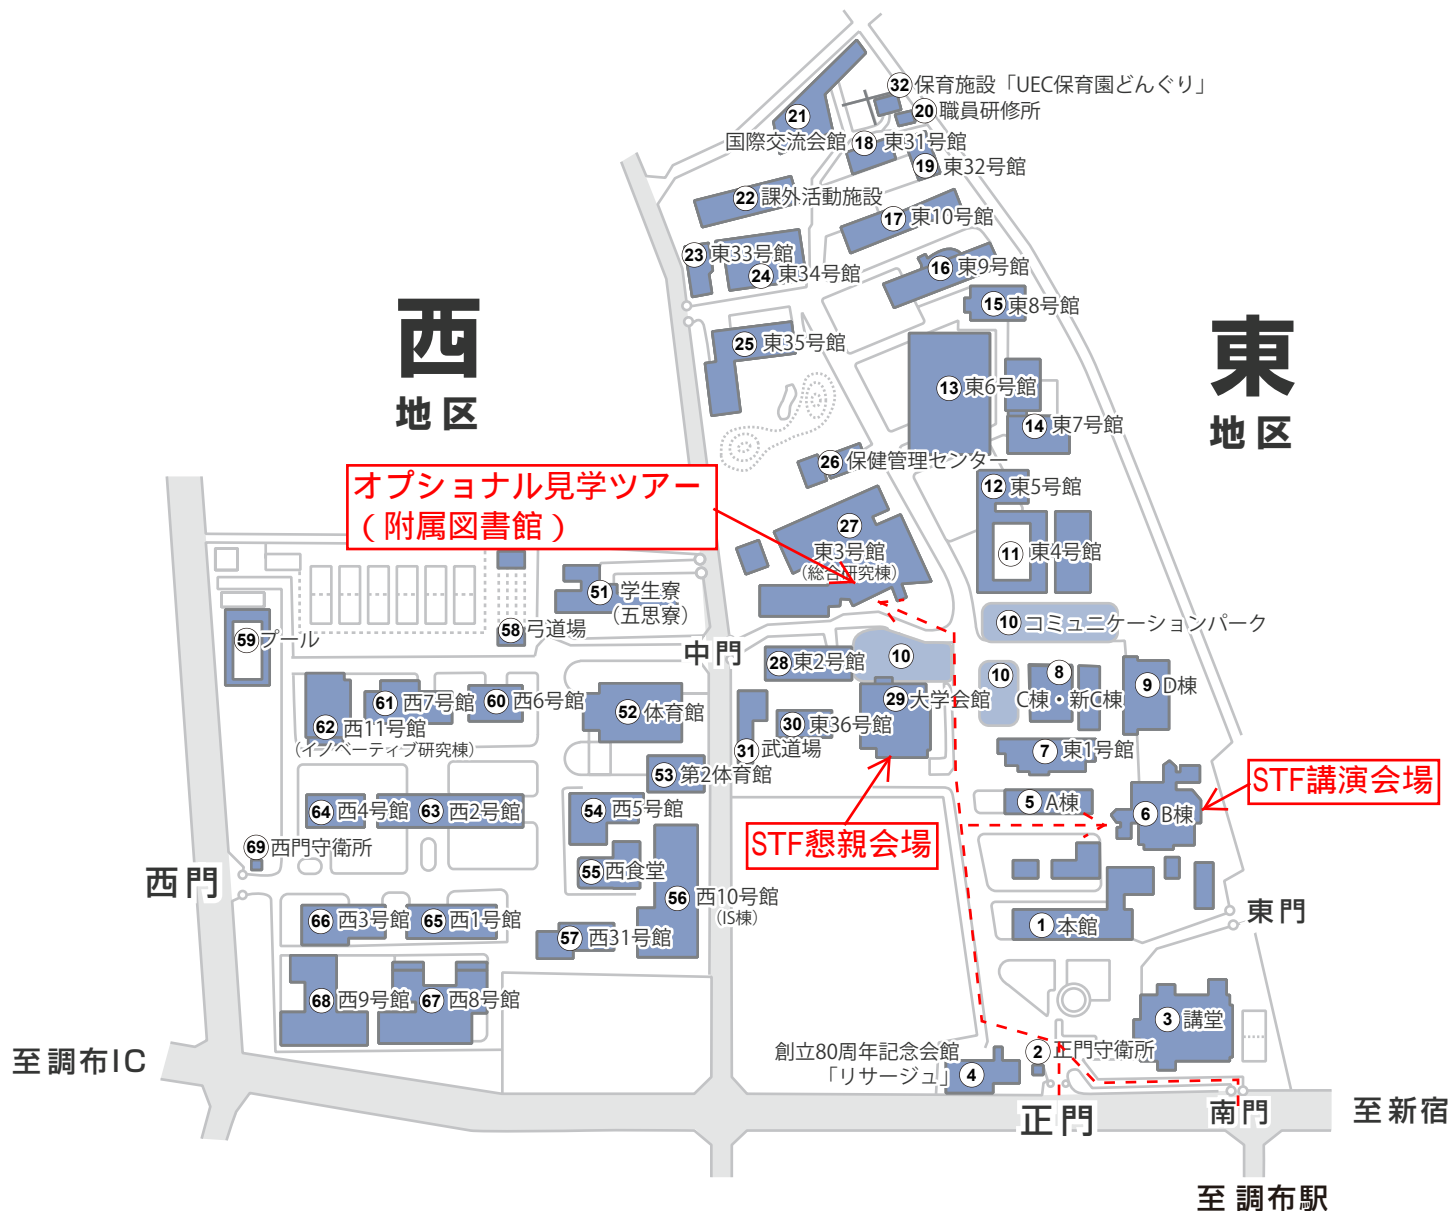 32 保育施設「UEC保育園どんぐり」
20 職員研修所
21
国際交流会館
18 東31号館
19 東32号館
22 課外活動施設
17 東10号館
23 東33号館
24 東34号館
16 東9号館
15 東8号館
西
地区
東
地区
25 東35号館
13 東6号館
14 東7号館
26 保健管理センター
オプショナル見学ツアー
（附属図書館）
12 東5号館
27
東3号館
(総合研究棟)
11 東4号館
51 学生寮
(五思寮)
10 コミュニケーションパーク
58 弓道場
59 プール
中門
28 東2号館
10
10
8
C棟・新C棟
9 D棟
61 西7号館
60 西6号館
62 西11号館
(イノベーティブ研究棟)
52 体育館
29 大学会館
30 東36号館
31 武道場
7 東1号館
53 第2体育館
STF講演会場
64 西4号館
63 西2号館
54 西5号館
5 A棟
6 B棟
STF懇親会場
69 西門守衛所
西門
55 西食堂
56 西10号館
(IS棟)
66 西3号館
65 西1号館
57 西31号館
1 本館
東門
68 西9号館
67 西8号館
3 講堂
至調布IC
創立80周年記念会館
「リサージュ」
4
2 正門守衛所
正門
南門
至新宿
至 調布駅